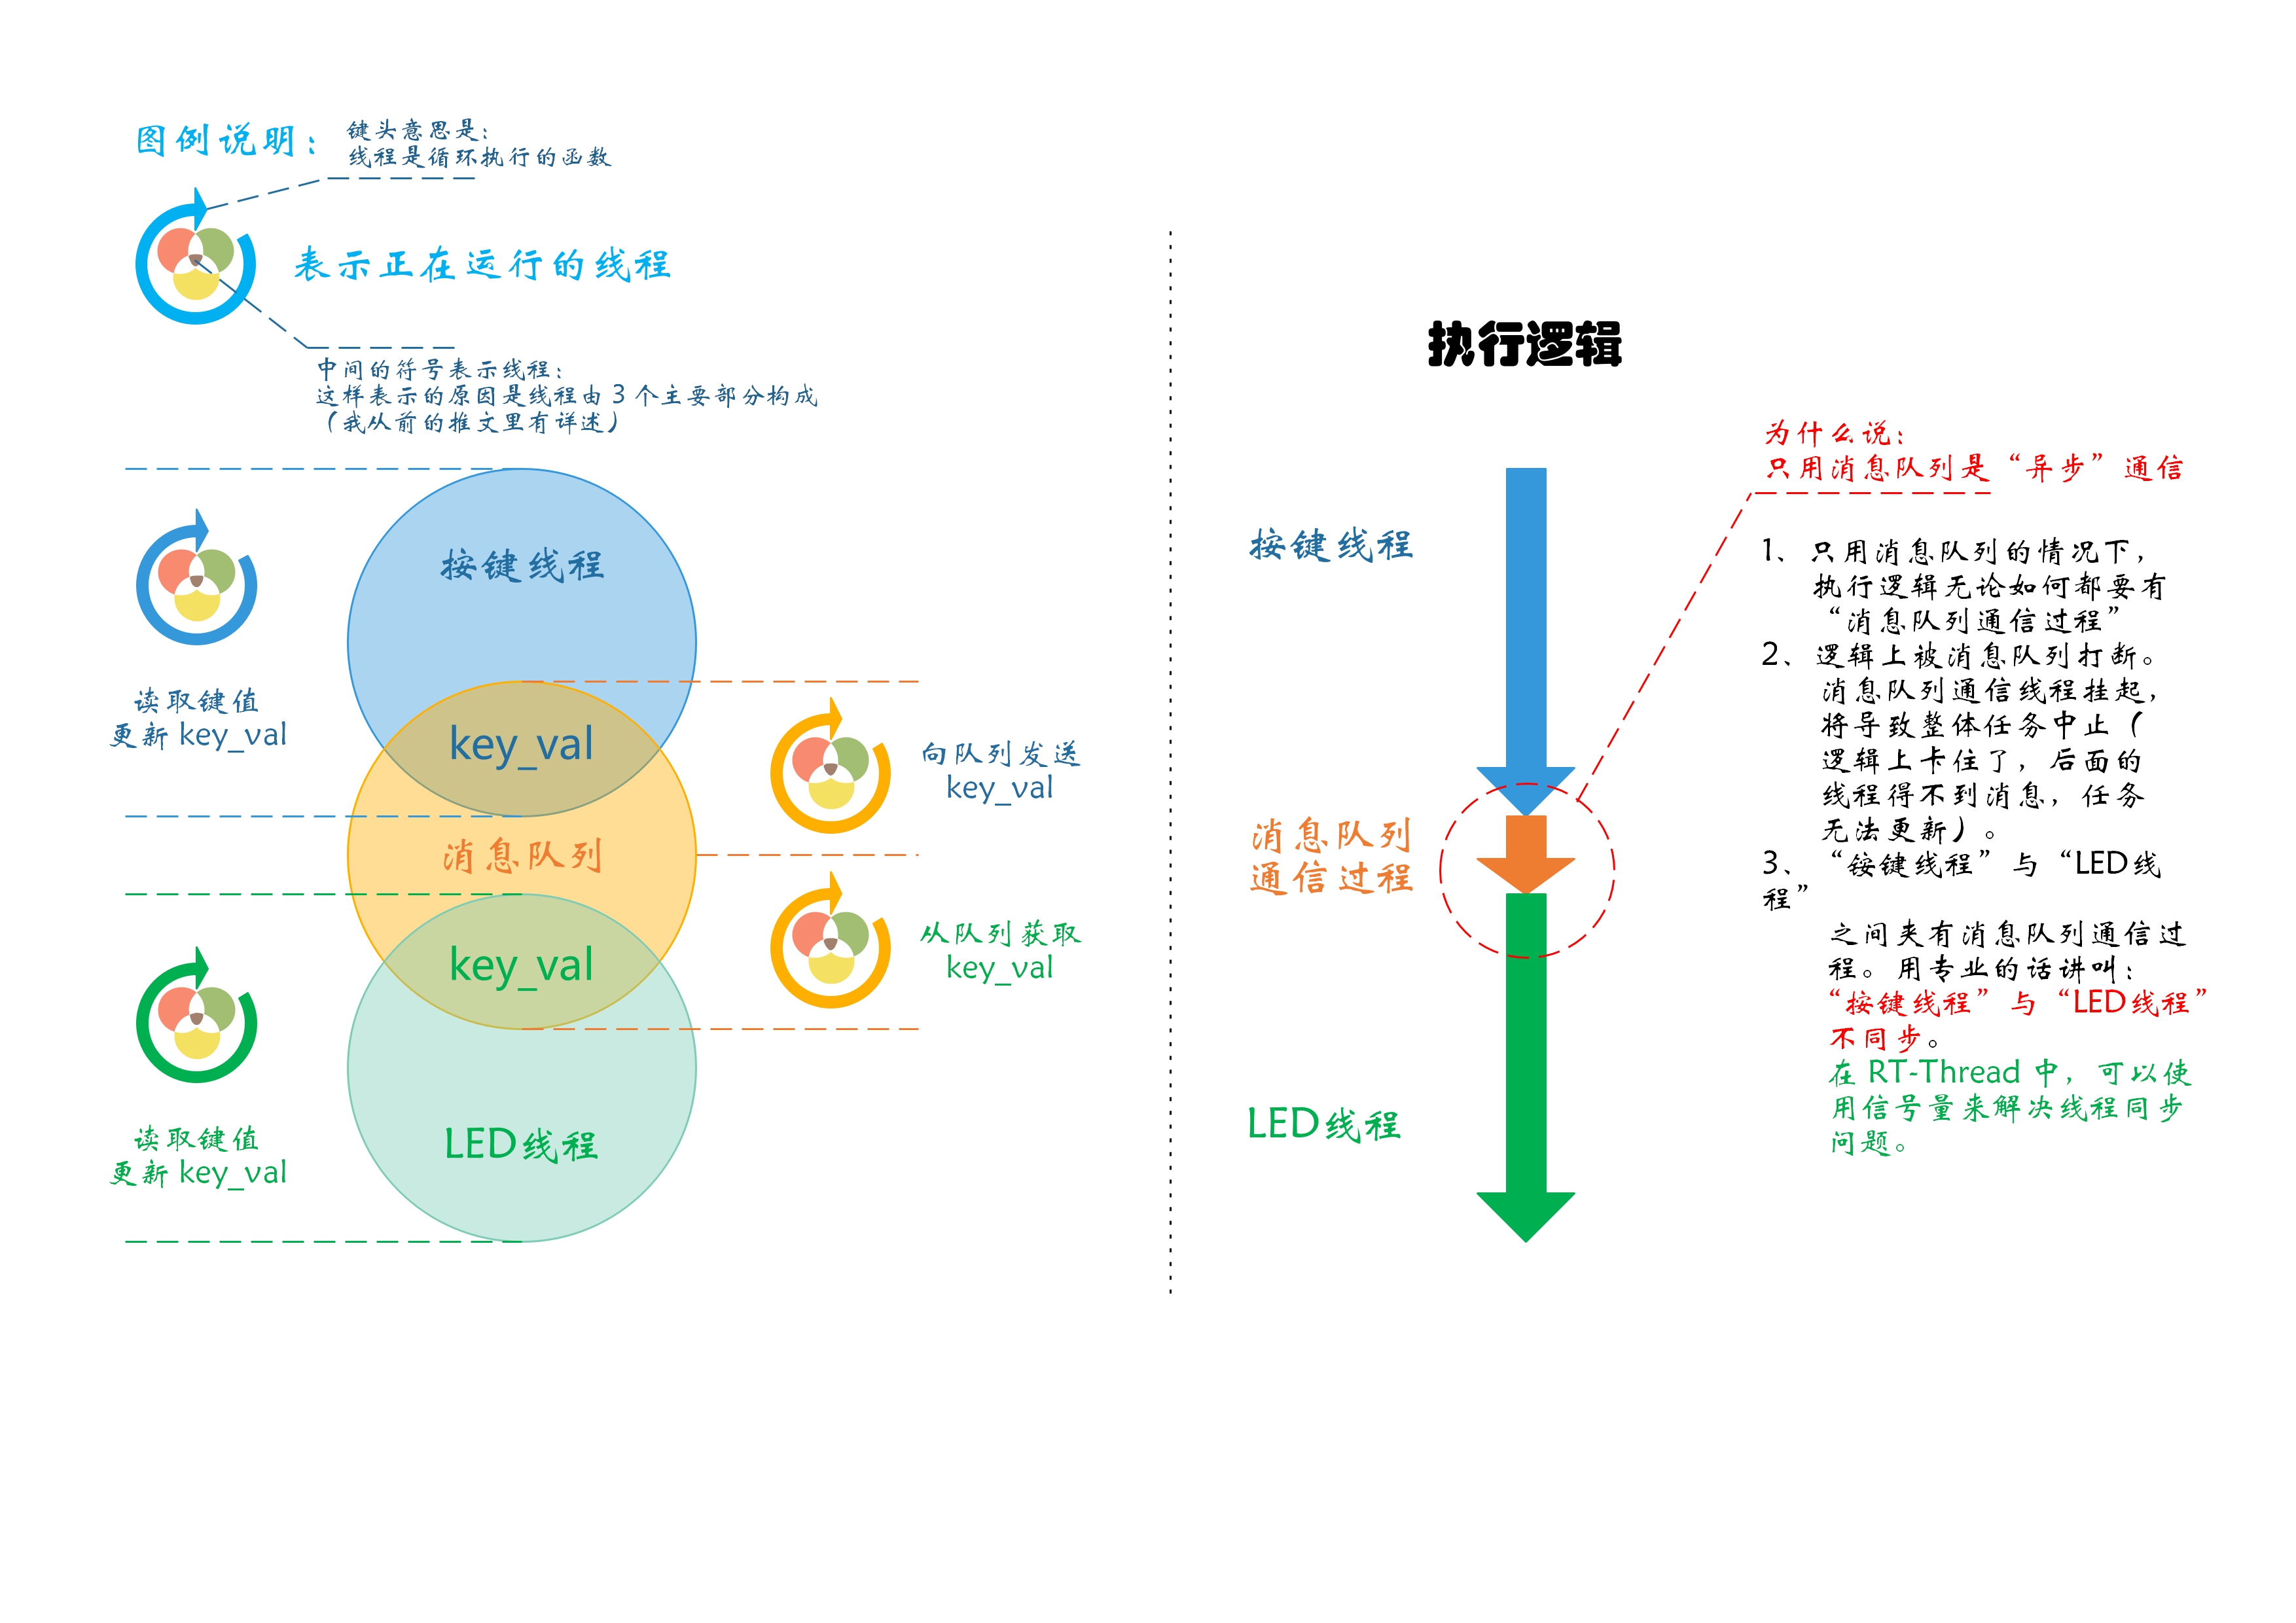 图例说明：
键头意思是：
线程是循环执行的函数
表示正在运行的线程
中间的符号表示线程：
这样表示的原因是线程由 3 个主要部分构成
（我从前的推文里有详述）
按键线程
读取键值
更新 key_val
key_val
向队列发送
key_val
消息队列
从队列获取
key_val
key_val
读取键值
更新 key_val
LED线程
执行逻辑
按键线程
消息队列
通信过程
LED线程
为什么说：
只用消息队列是“异步”通信
1、只用消息队列的情况下，
执行逻辑无论如何都要有
“消息队列通信过程”
2、逻辑上被消息队列打断。
消息队列通信线程挂起，
将导致整体任务中止（
逻辑上卡住了，后面的
线程得不到消息，任务
无法更新）。
3、“铵键线程”与“LED线
程”
之间夹有消息队列通信过
程。用专业的话讲叫：
“按键线程”与“LED线程”
不同步。
在 RT-Thread 中，可以使
用信号量来解决线程同步
问题。